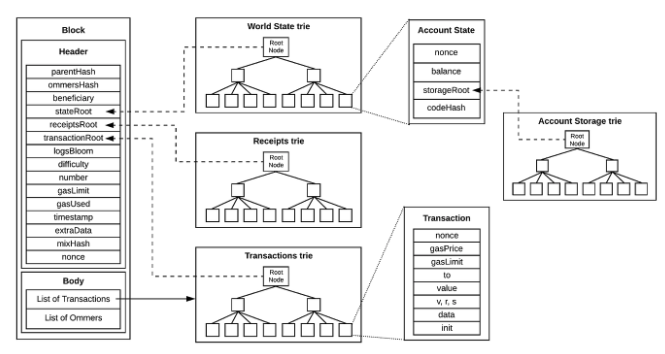 Block
Header
parentHash
ommersHash
beneficiary
stateRoot
receiptsRoot
transactionRoot
logsBloom
difficulty
number
gasLimit
gasUsed
timestamp
extraData
mixHash
nonce
Body
List of Transactions
List of Ommers
World State trie
Root
Node
Account State
nonce
balance
storageRoot
codeHash
Account Storage trie
Root
Node
Receipts trie
Root
Node
Transactions trie
Root
Node
Transaction
nonce
gasPrice
gasLimit
to
value
v, r, s
data
init